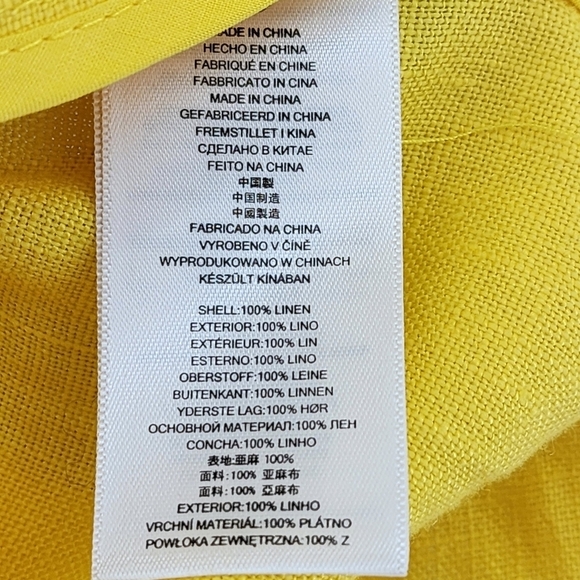 MADE IN CHINA
HECHO EN CHINA
FABRIQUÉ EN CHINE
FABBRICATO IN CINA
MADE IN CHINA
GEFABRICEERD IN CHINA
FREMSTILLET I KINA
СДЕЛАНО В КИТАЕ
FEITO NA CHINA
中国製
中国制造
中國製造
FABRICADO NA CHINA
VYROBENO V ČÍNĚ
WYPRODUKOWANO W CHINACH
KÉSZÜLT KÍNÁBAN
SHELL:100% LINEN
EXTERIOR:100% LINO
EXTÉRIEUR:100% LIN
ESTERNO:100% LINO
OBERSTOFF:100% LEINE
BUITENKANT:100% LINNEN
YDERSTE LAG:100% HØR
ОСНОВНОЙ МАТЕРИАЛ:100% ЛЕН
CONCHA:100% LINHO
表地:亜麻 100%
面料:100% 亚麻布
面料:100% 亞麻布
EXTERIOR:100% LINHO
VRCHNÍ MATERIÁL:100% PLÁTNO
POWŁOKA ZEWNĘTRZNA:100% Z